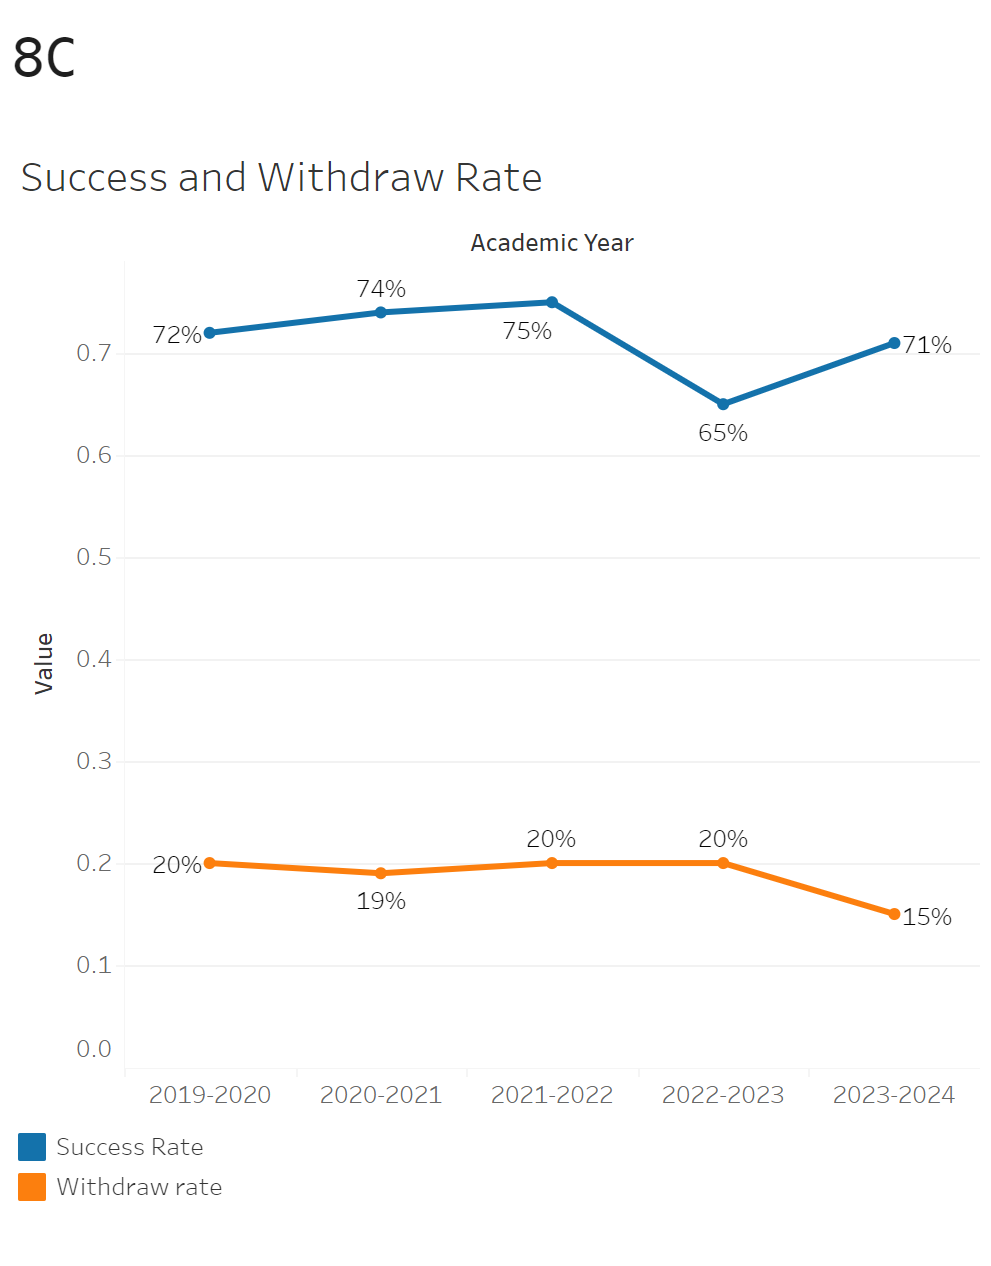 8C
Success and Withdraw Rate
Academic Year
74%
72%
75%
71%
0.7
65%
0.6
0.5
0.4
Value
0.3
20%
20%
20%
0.2
19%
15%
0.1
0.0
2019-2020 2020-2021 2021-2022 2022-2023 2023-2024
Success Rate
Withdraw rate